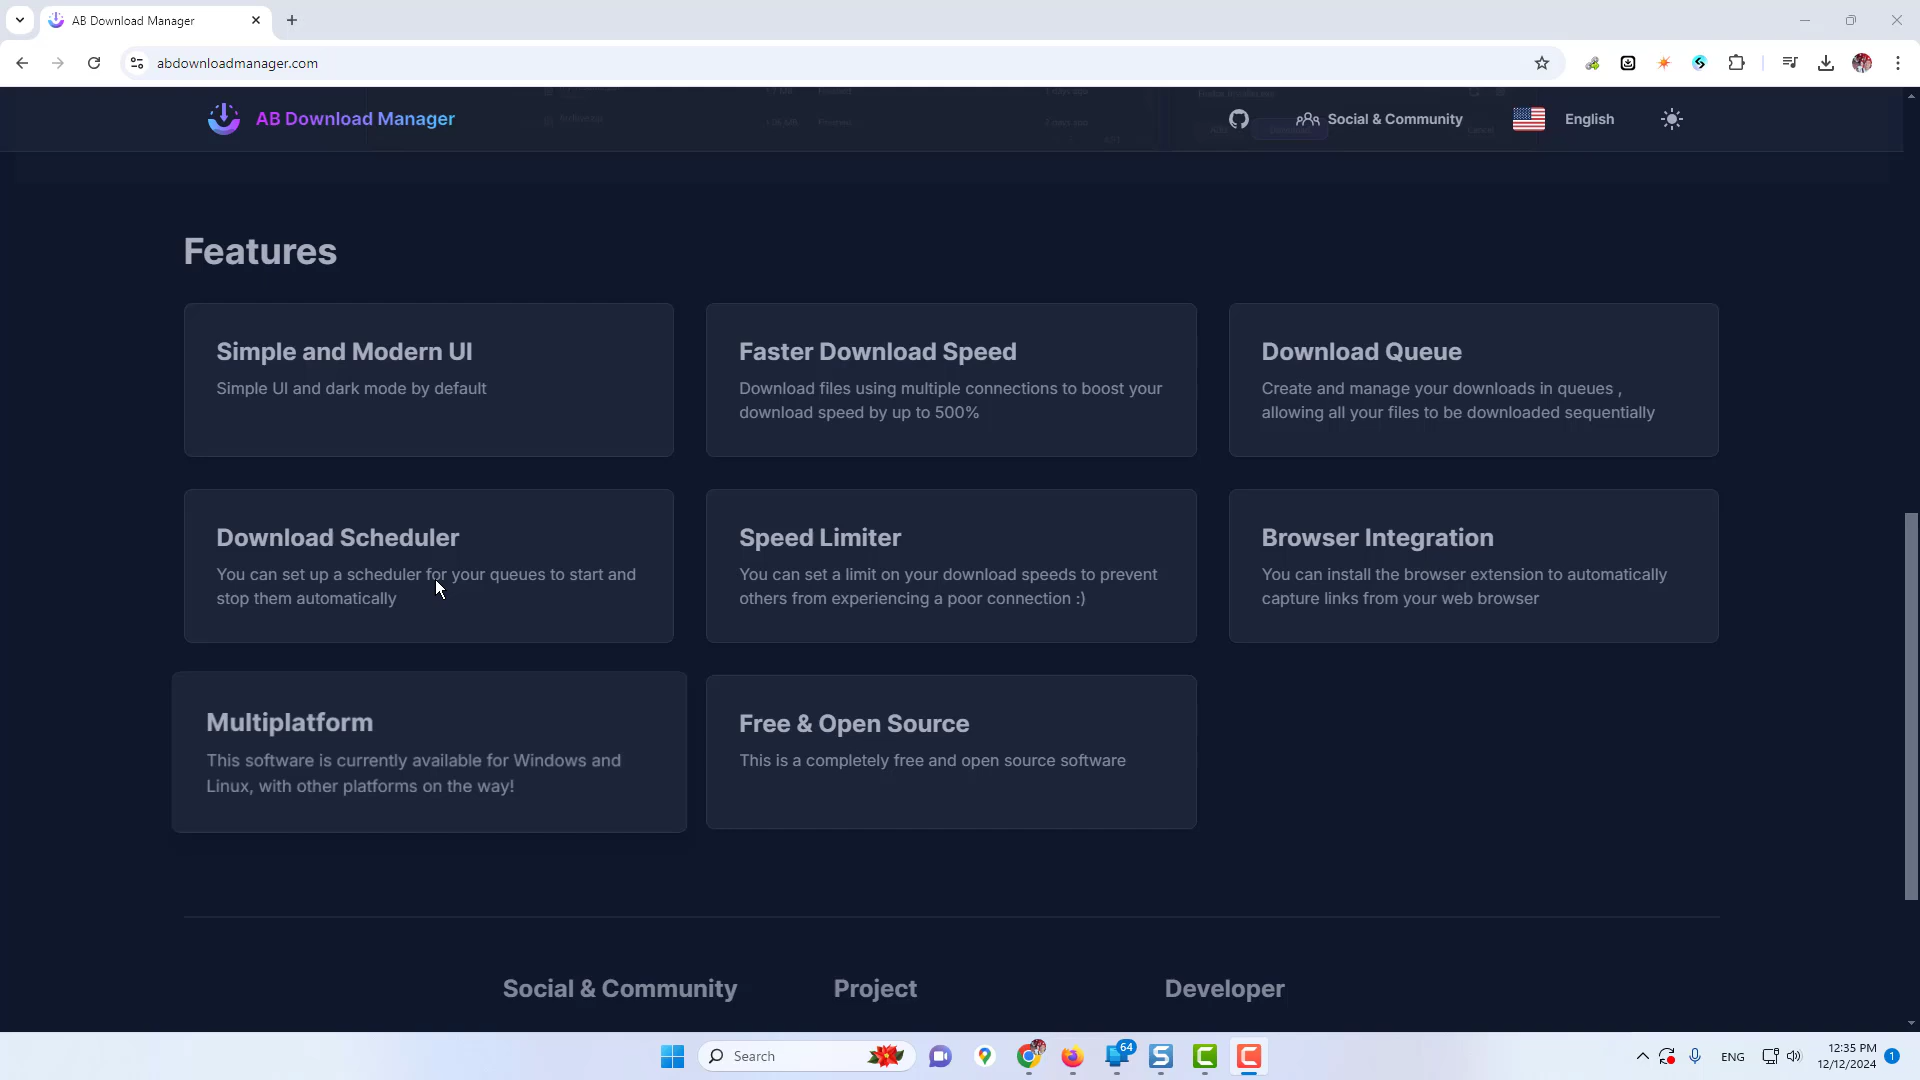 AB Download Manager
abdownloadmanager.com
AB Download Manager
Social & Community
English
Features
Simple and Modern UI
Simple UI and dark mode by default
Faster Download Speed
Download files using multiple connections to boost your
download speed by up to 500%
Download Queue
Create and manage your downloads in queues ,
allowing all your files to be downloaded sequentially
Download Scheduler
You can set up a scheduler for your queues to start and
stop them automatically
Speed Limiter
You can set a limit on your download speeds to prevent
others from experiencing a poor connection :)
Browser Integration
You can install the browser extension to automatically
capture links from your web browser
Multiplatform
This software is currently available for Windows and
Linux, with other platforms on the way!
Free & Open Source
This is a completely free and open source software
Social & Community
Project
Developer
Search
64
ENG
12:35 PM
12/12/2024
1